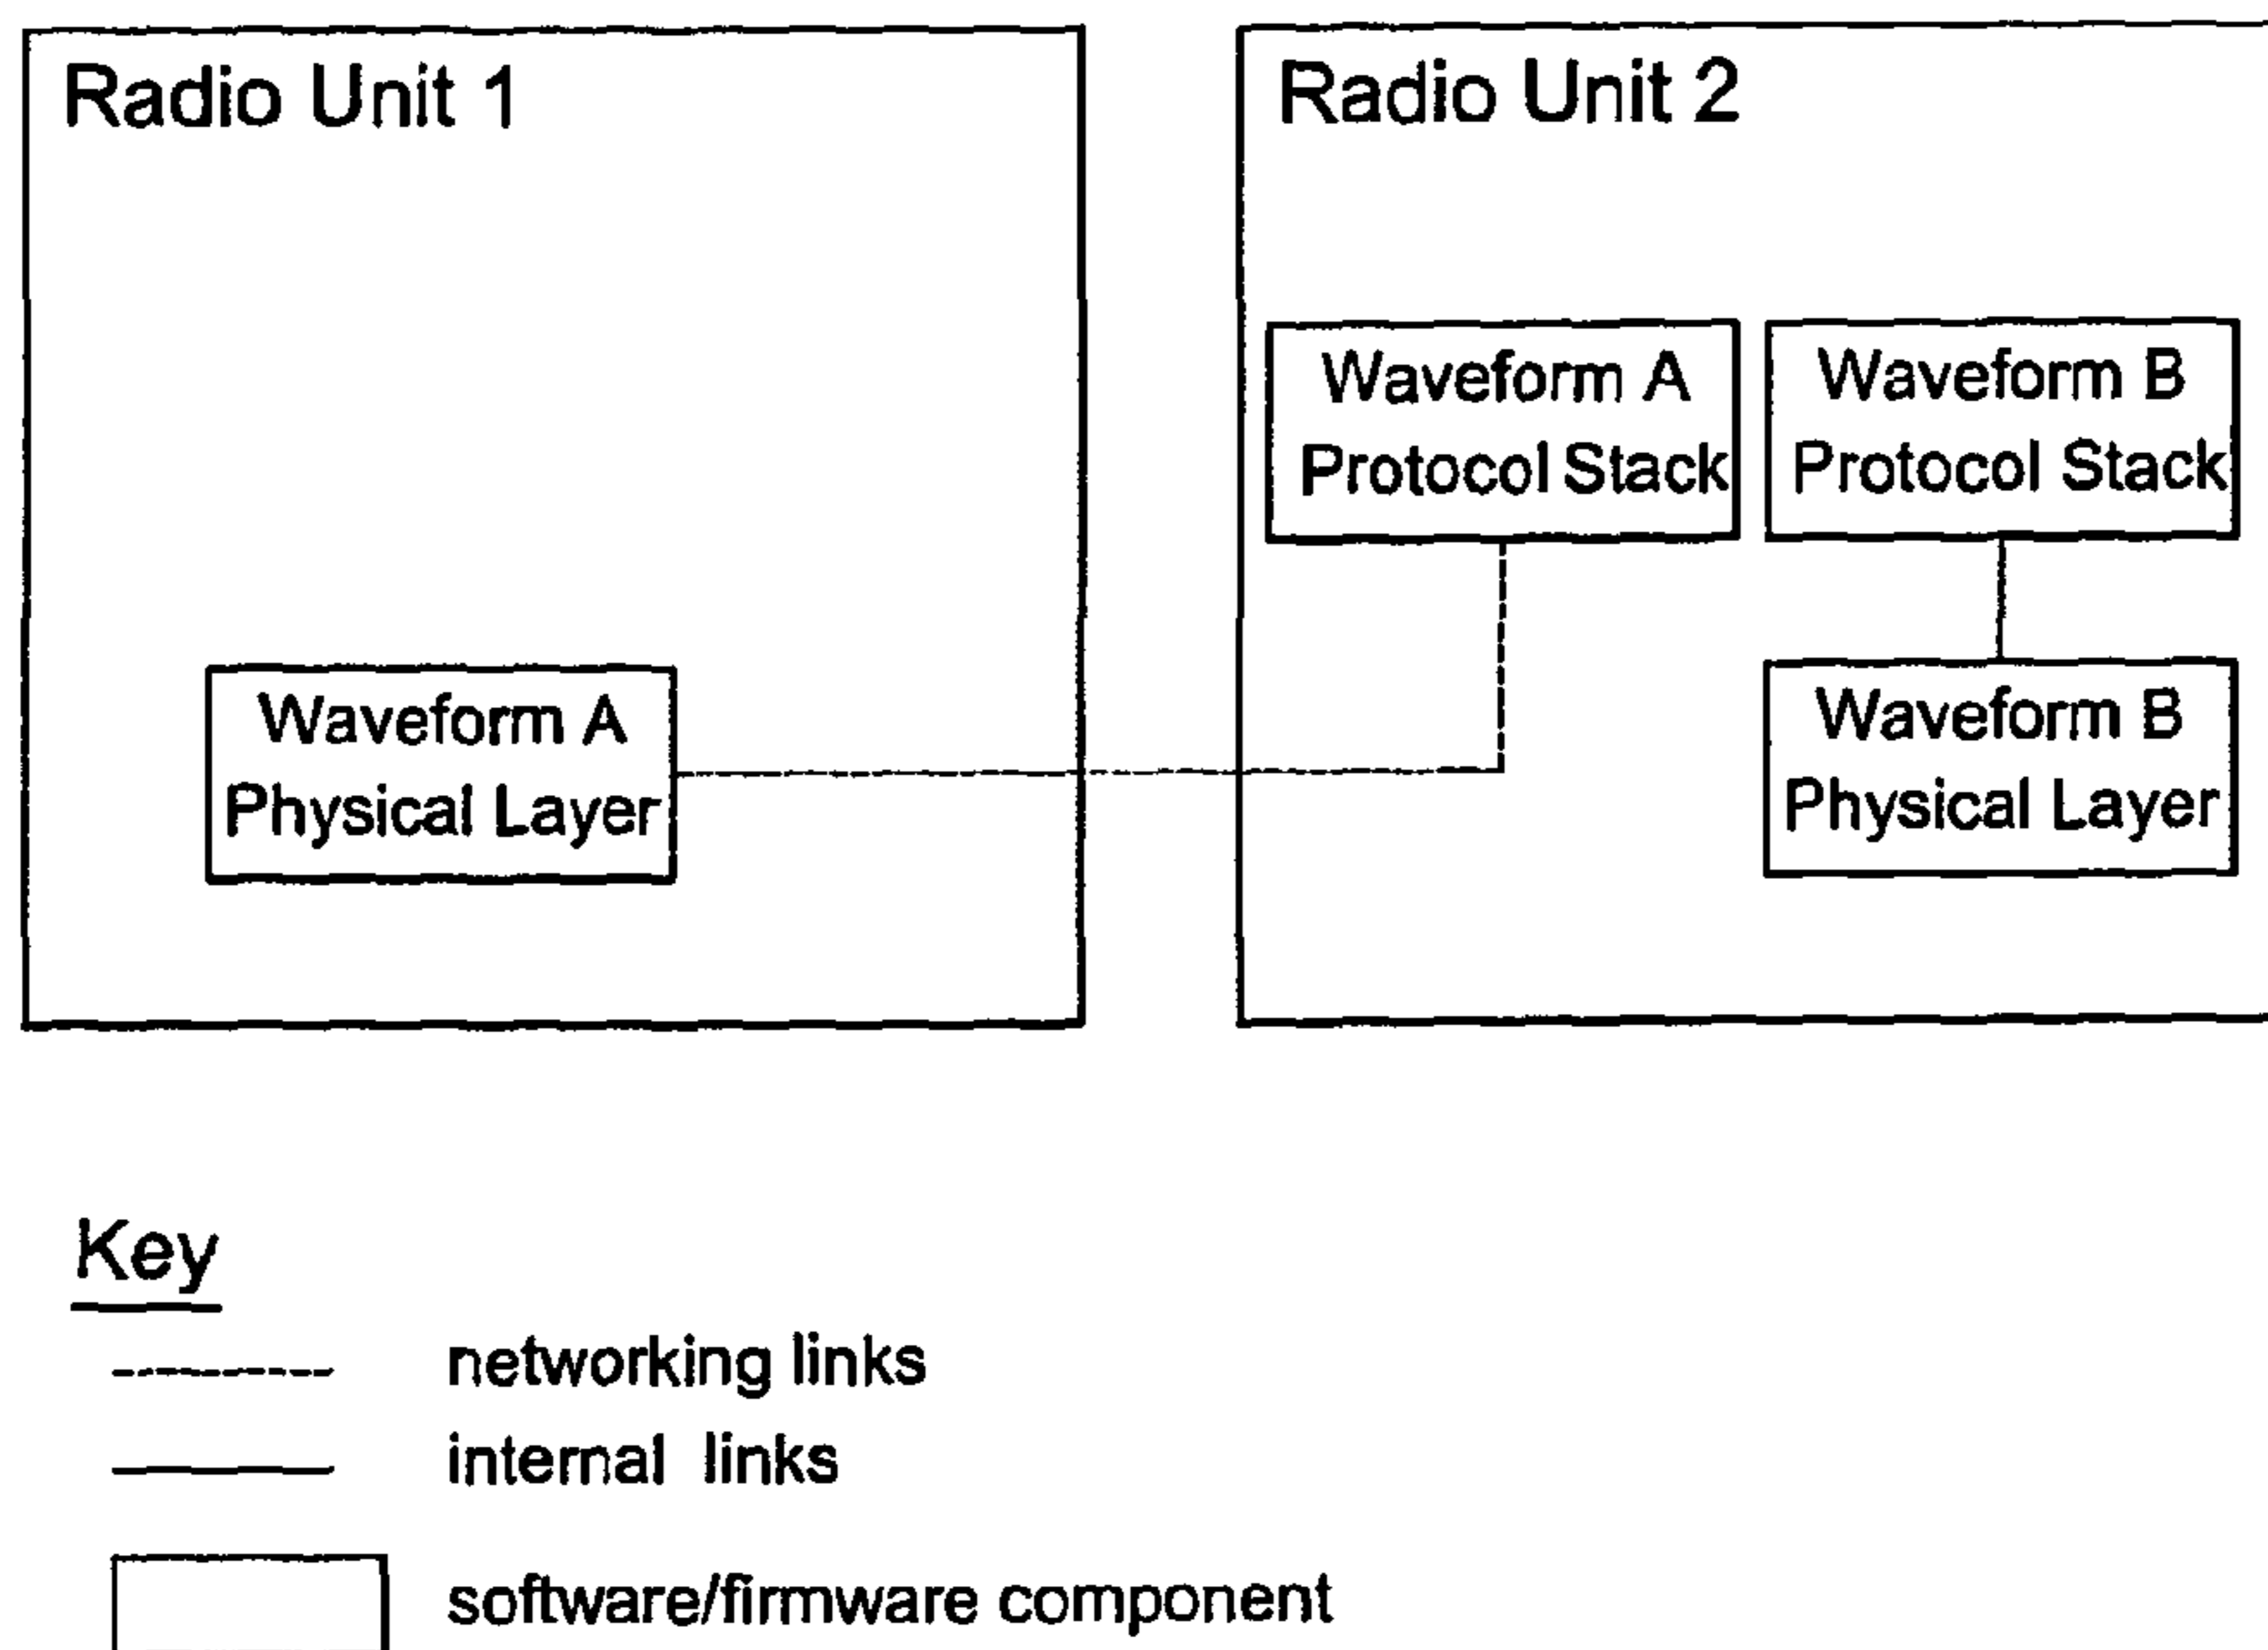 Radio Unit 1
Waveform A
Physical Layer
Radio Unit 2
Waveform A
Protocol Stack
Waveform B
Protocol Stack
Waveform B
Physical Layer
Key
networking links
internal links
software/firmware component